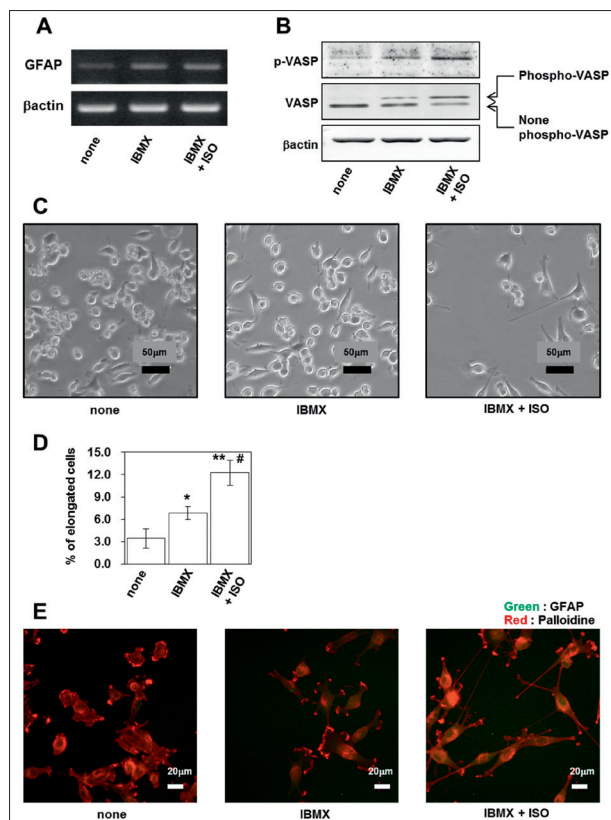 A
GFAP
βactin
none
IBMX
IBMX
+ ISO
B
p-VASP
VASP
βactin
none
IBMX
IBMX
+ ISO
Phospho-VASP
None
phospho-VASP
C
50μm
50μm
50μm
none
IBMX
IBMX + ISO
D
% of elongated cells
15.0
12.0
9.0
6.0
3.0
0.0
*
** #
none
IBMX
IBMX
+ ISO
E
Green : GFAP
Red : Palloidine
20μm
20μm
20μm
none
IBMX
IBMX + ISO